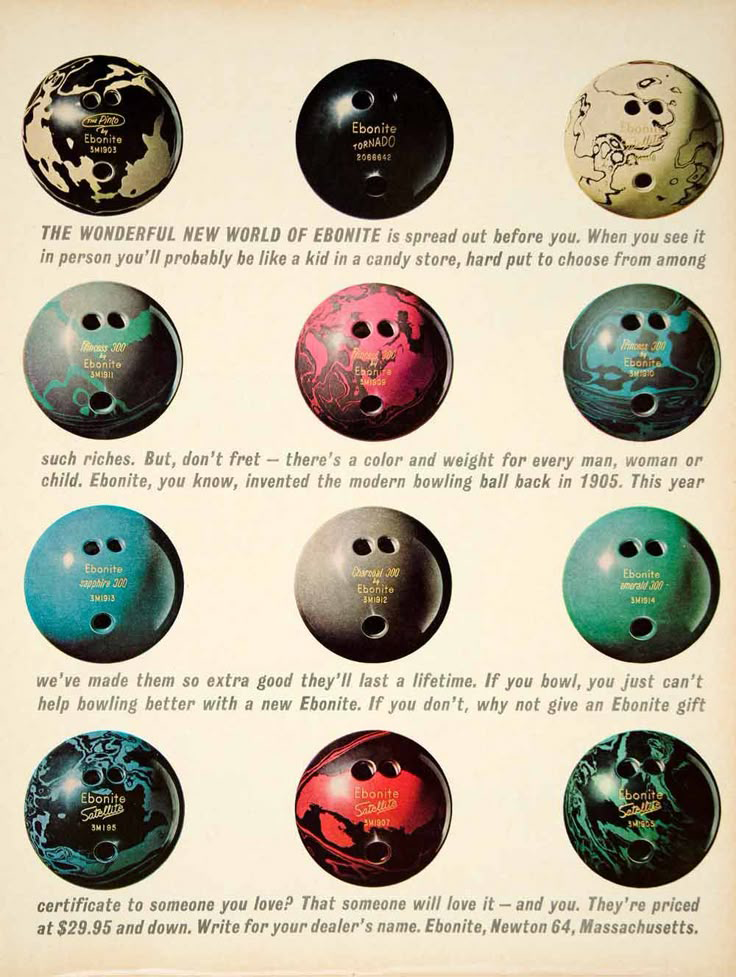 The Pinto
by
Ebonite
3M1903
Ebonite
TORNADO
2066642
Ebonite
THE WONDERFUL NEW WORLD OF EBONITE is spread out before you. When you see it
in person you'll probably be like a kid in a candy store, hard put to choose from among
Princess 300
by
Ebonite
3M1911
Princess 300
by
Ebonite
3M1909
Princess 300
by
Ebonite
3M1910
such riches. But, don't fret — there's a color and weight for every man, woman or
child. Ebonite, you know, invented the modern bowling ball back in 1905. This year
Ebonite
sapphire 300
3M1913
Charcoal 300
by
Ebonite
3M1912
Ebonite
emerald 300
3M1914
we've made them so extra good they'll last a lifetime. If you bowl, you just can't
help bowling better with a new Ebonite. If you don't, why not give an Ebonite gift
Ebonite
Satellite
Ebonite
Satellite
3M1907
Ebonite
Satellite
certificate to someone you love? That someone will love it — and you. They're priced
at $29.95 and down. Write for your dealer's name. Ebonite, Newton 64, Massachusetts.